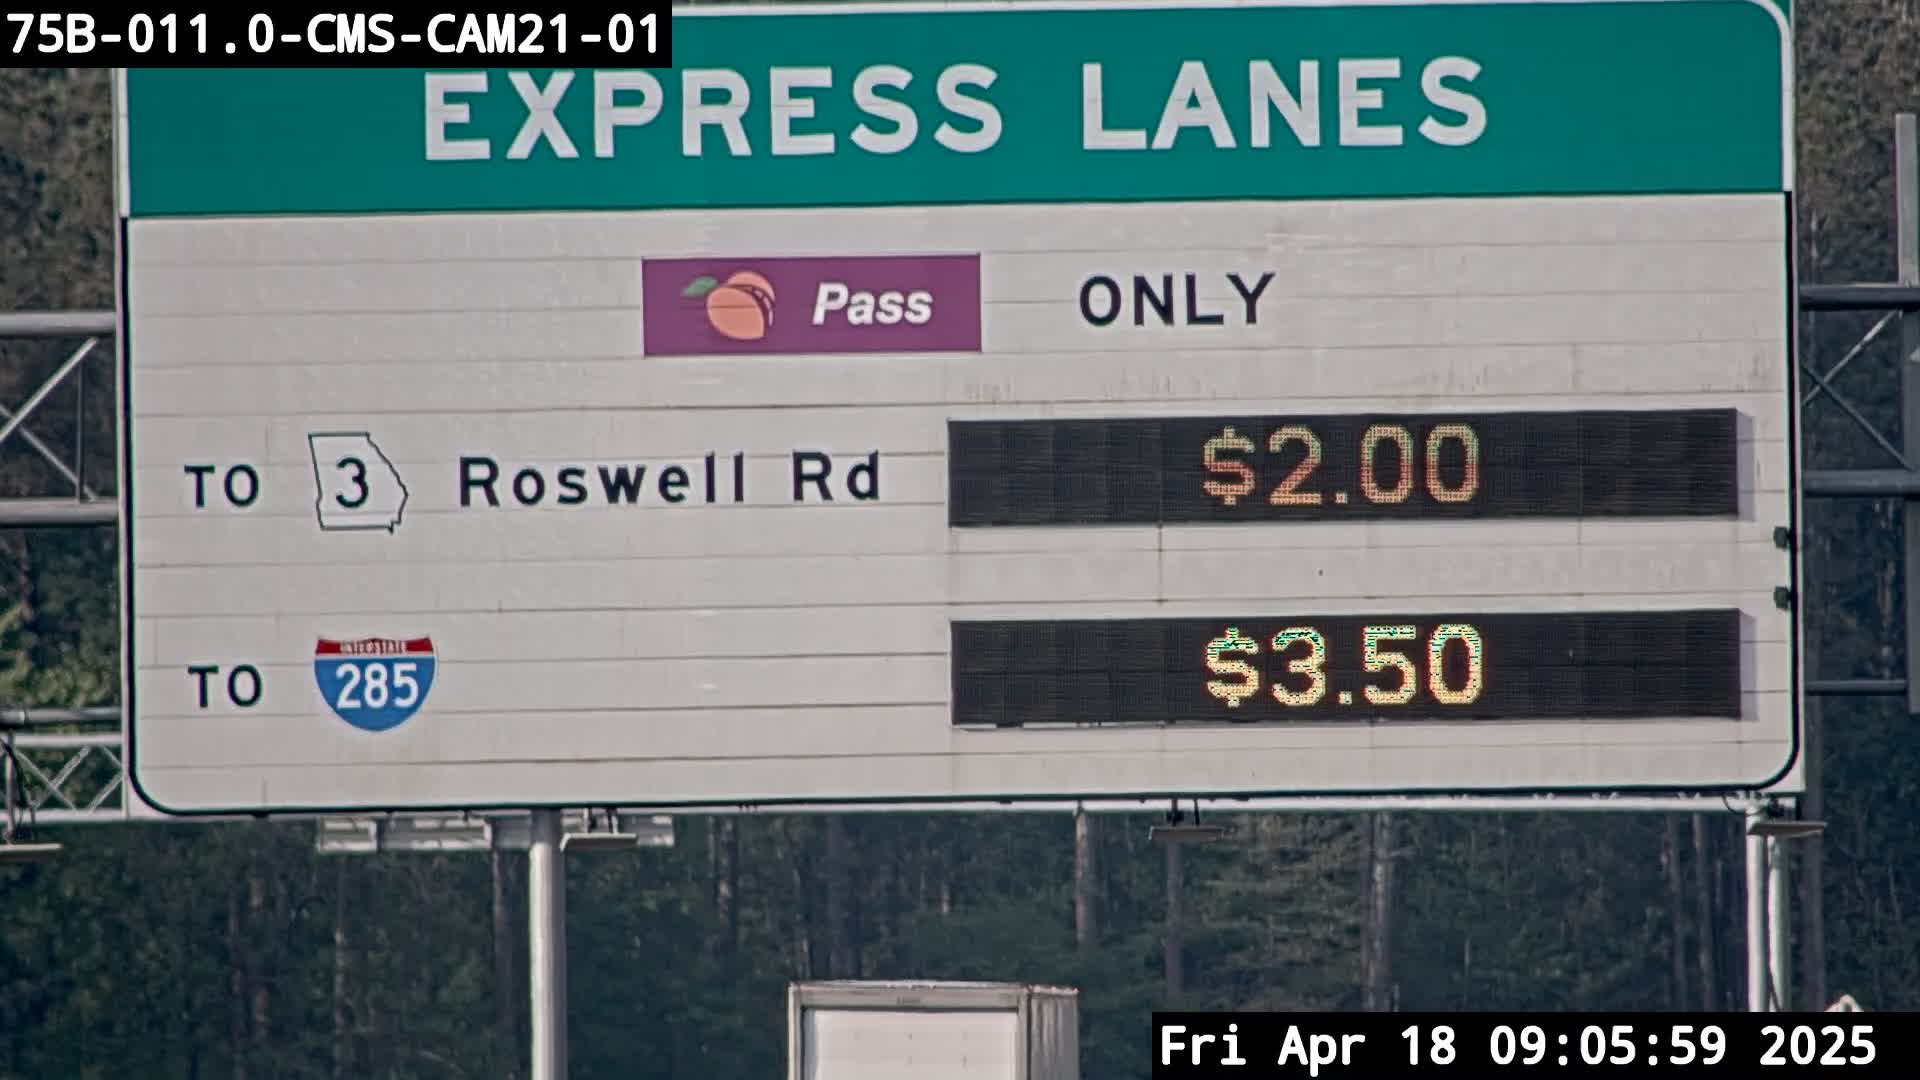 75B-011.0-CMS-CAM21-01
EXPRESS LANES
Pass ONLY
TO 3 Roswell Rd $2.00
INTERSTATE
TO 285 $3.50
Fri Apr 18 09:05:59 2025